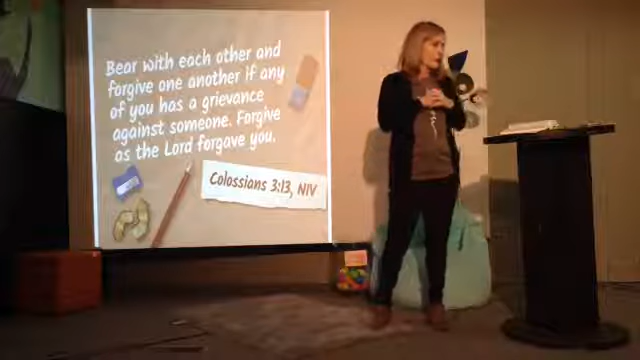 Bear with each other and
forgive one another if any
of you has a grievance
against someone. Forgive
as the Lord forgave you.
Colossians 3:13, NIV